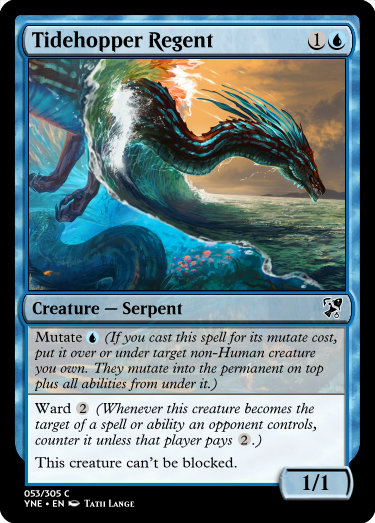 Tidehopper Regent 1
Creature — Serpent
Mutate (If you cast this spell for its mutate cost,
put it over or under target non-Human creature
you own. They mutate into the permanent on top
plus all abilities from under it.)
Ward 2 (Whenever this creature becomes the
target of a spell or ability an opponent controls,
counter it unless that player pays 2.)
This creature can't be blocked.
1/1
053/305 C
YNE • EN Tatii Lange